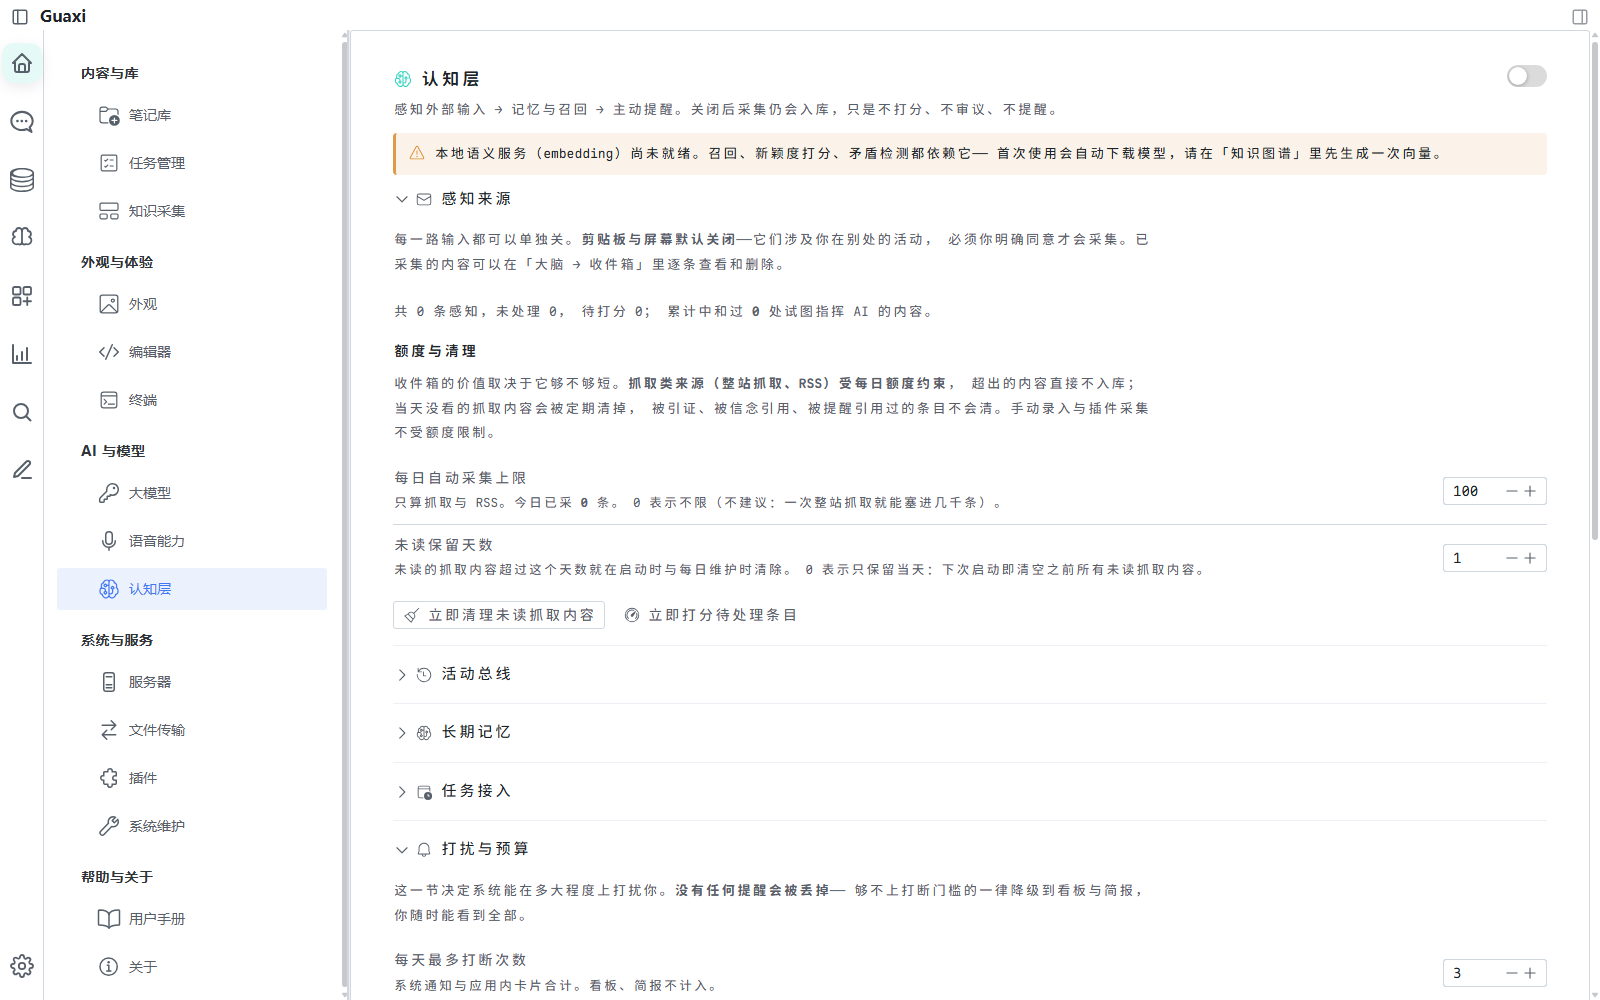 Guaxi
内容与库
笔记库
任务管理
知识采集
外观与体验
外观
编辑器
终端
AI 与模型
大模型
语音能力
认知层
系统与服务
服务器
文件传输
插件
系统维护
帮助与关于
用户手册
关于
认知层
感知外部输入 → 记忆与召回 → 主动提醒。关闭后采集仍会入库，只是不打分、不审议、不提醒。
本地语义服务（embedding）尚未就绪。召回、新颖度打分、矛盾检测都依赖它—— 首次使用会自动下载模型，请在「知识图谱」里先生成一次向量。
感知来源
每一路输入都可以单独关。剪贴板与屏幕默认关闭——它们涉及你在别处的活动， 必须你明确同意才会采集。已
采集的内容可以在「大脑 → 收件箱」里逐条查看和删除。
共 0 条感知，未处理 0， 待打分 0； 累计中和过 0 处试图指挥 AI 的内容。
额度与清理
收件箱的价值取决于它够不够短。抓取类来源（整站抓取、RSS）受每日额度约束， 超出的内容直接不入库；
当天没看的抓取内容会被定期清掉， 被引证、被信念引用、被提醒引用过的条目不会清。手动录入与插件采集
不受额度限制。
每日自动采集上限
只算抓取与 RSS。今日已采 0 条。 0 表示不限（不建议：一次整站抓取就能塞进几千条）。
100
未读保留天数
未读的抓取内容超过这个天数就在启动时与每日维护时清除。 0 表示只保留当天：下次启动即清空之前所有未读抓取内容。
1
立即清理未读抓取内容
立即打分待处理条目
活动总线
长期记忆
任务接入
打扰与预算
这一节决定系统能在多大程度上打扰你。没有任何提醒会被丢掉—— 够不上打断门槛的一律降级到看板与简报，
你随时能看到全部。
每天最多打断次数
系统通知与应用内卡片合计。看板、简报不计入。
3